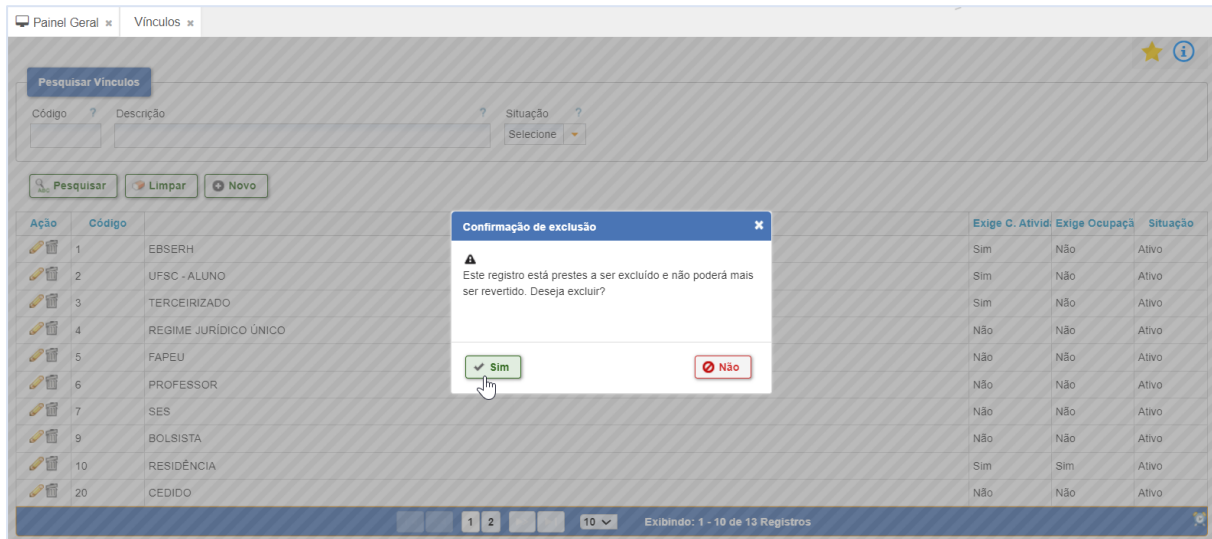 Painel Geral × Vínculos ×
Pesquisar Vínculos
Código ? Descrição ? Situação ?
Selecione
Pesquisar Limpar Novo
Ação Código Exige C. Ativid: Exige Ocupaçã Situação
1 EBSERH Sim Não Ativo
2 UFSC - ALUNO Sim Não Ativo
3 TERCEIRIZADO Sim Não Ativo
4 REGIME JURÍDICO ÚNICO Não Não Ativo
5 FAPEU Não Não Ativo
6 PROFESSOR Não Não Ativo
7 SES Não Não Ativo
9 BOLSISTA Não Não Ativo
10 RESIDÊNCIA Sim Sim Ativo
20 CEDIDO Não Não Ativo
1 2 10 Exibindo: 1 - 10 de 13 Registros
Confirmação de exclusão
Este registro está prestes a ser excluído e não poderá mais
ser revertido. Deseja excluir?
Sim Não